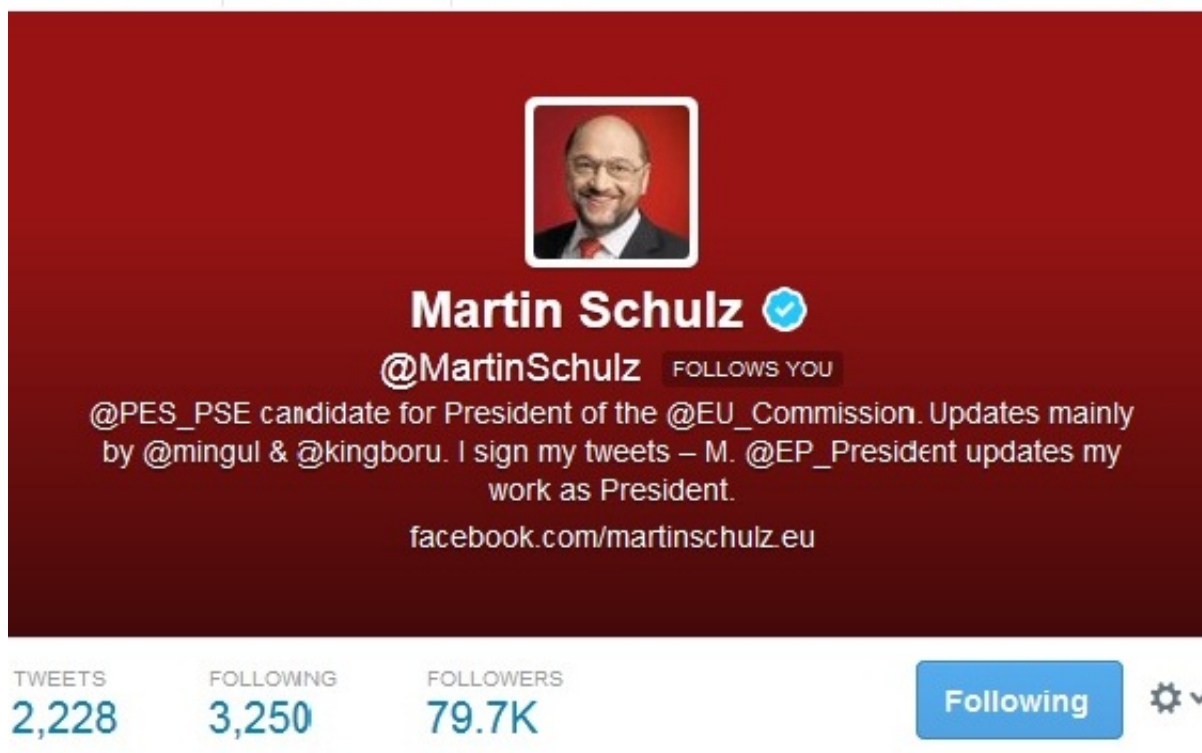 Martin Schulz
@MartinSchulz FOLLOWS YOU
@PES_PSE candidate for President of the @EU_Commission. Updates mainly
by @mingul & @kingboru. I sign my tweets – M. @EP_President updates my
work as President.
facebook.com/martinschulz.eu
TWEETS FOLLOWING FOLLOWERS
2,228 3,250 79.7K Following